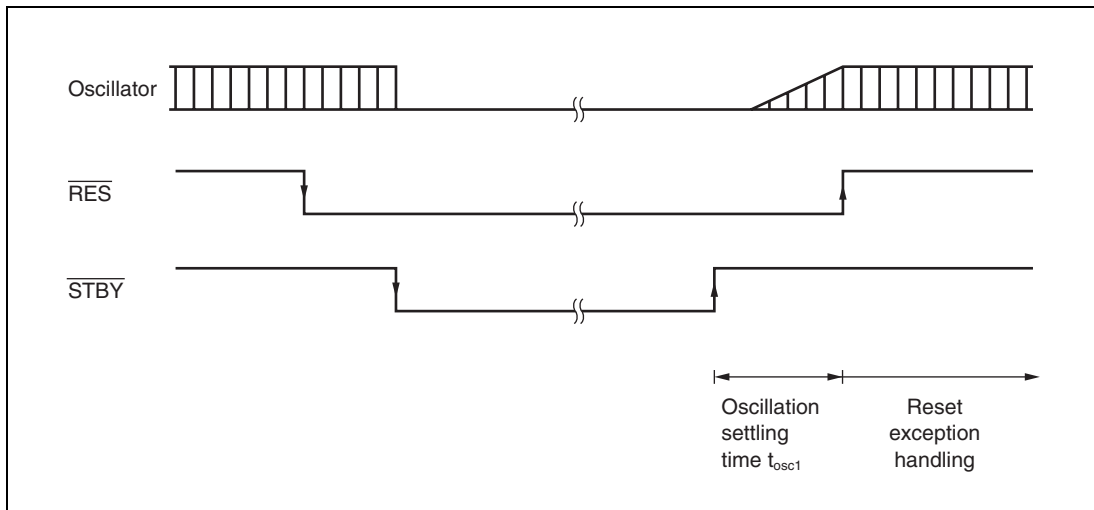 Oscillator
RES
STBY
Oscillation
settling
time tosc1
Reset
exception
handling